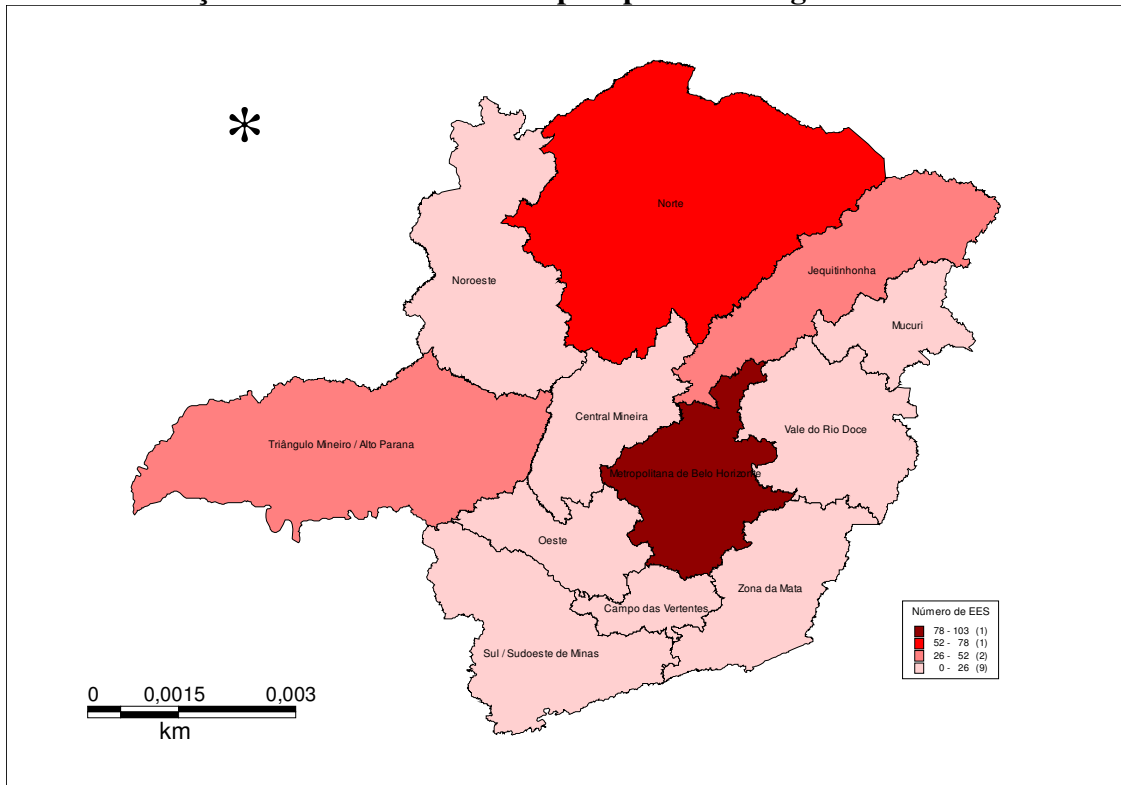 Norte
Jequitinhonha
Noroeste
Mucuri
Central Mineira
Vale do Rio Doce
Triângulo Mineiro / Alto Parana
Metropolitana de Belo Horizonte
Oeste
Zona da Mata
Campo das Vertentes
Sul / Sudoeste de Minas
Número de EES
78 - 103 (1)
52 - 78 (1)
26 - 52 (2)
0 - 26 (9)
0 0,0015 0,003
km